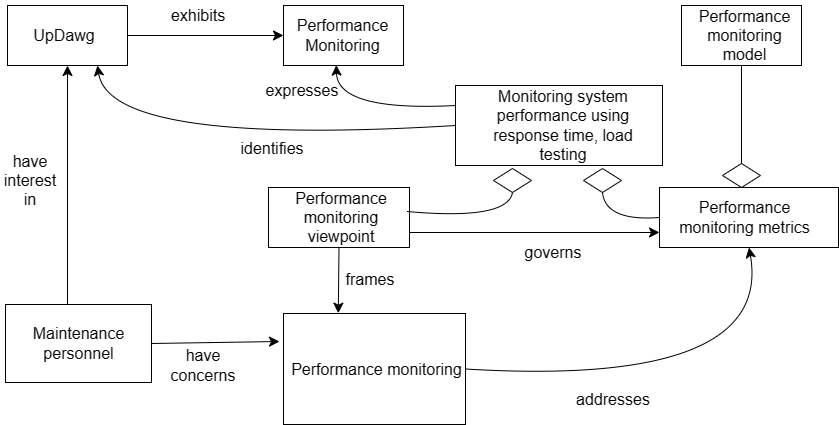 exhibits
UpDawg
Performance
Monitoring
Performance
monitoring
model
expresses
Monitoring system
performance using
response time, load
testing
identifies
have
interest
in
Performance
monitoring
viewpoint
Performance
monitoring metrics
governs
frames
Maintenance
personnel
have
concerns
Performance monitoring
addresses